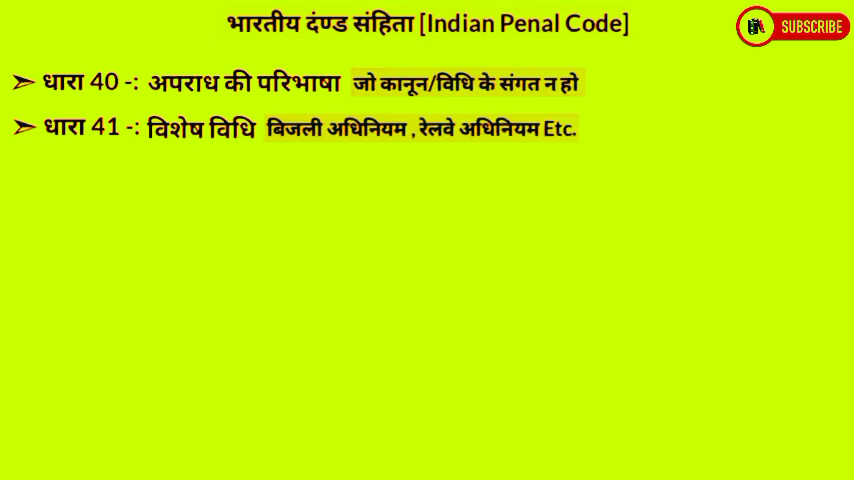 भारतीय दंण्ड संहिता [Indian Penal Code]
SUBSCRIBE
➣ धारा 40 -: अपराध की परिभाषा जो कानून/विधि के संगत न हो
➣ धारा 41 -: विशेष विधि बिजली अधिनियम , रेलवे अधिनियम Etc.